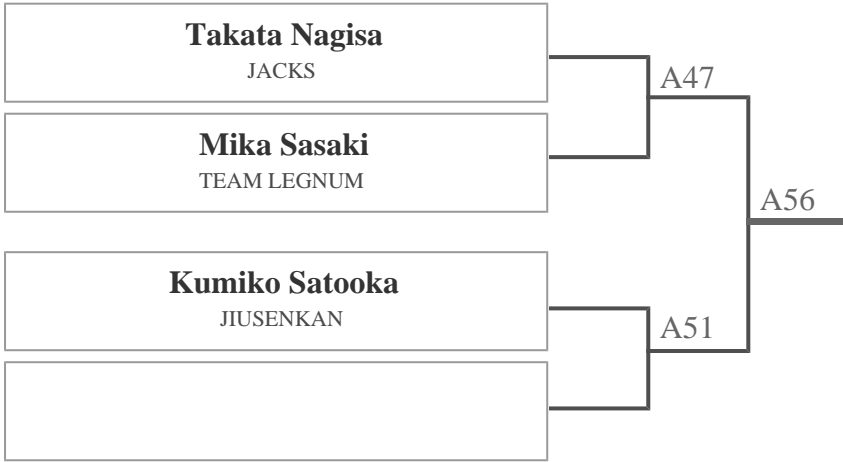 Takata Nagisa
JACKS
A47
Mika Sasaki
TEAM LEGNUM
A56
Kumiko Satooka
JIUSENKAN
A51